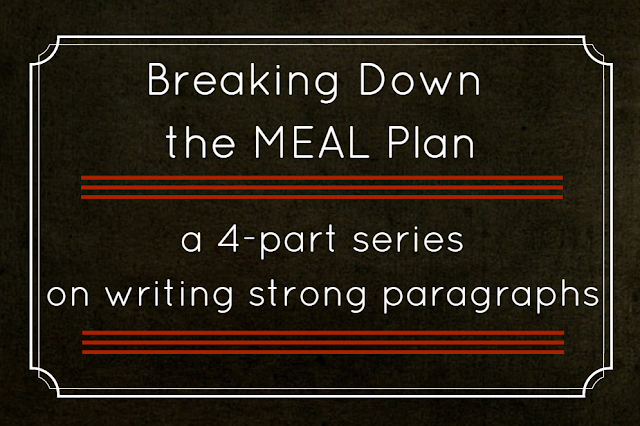 Breaking Down
the MEAL Plan
a 4-part series
on writing strong paragraphs